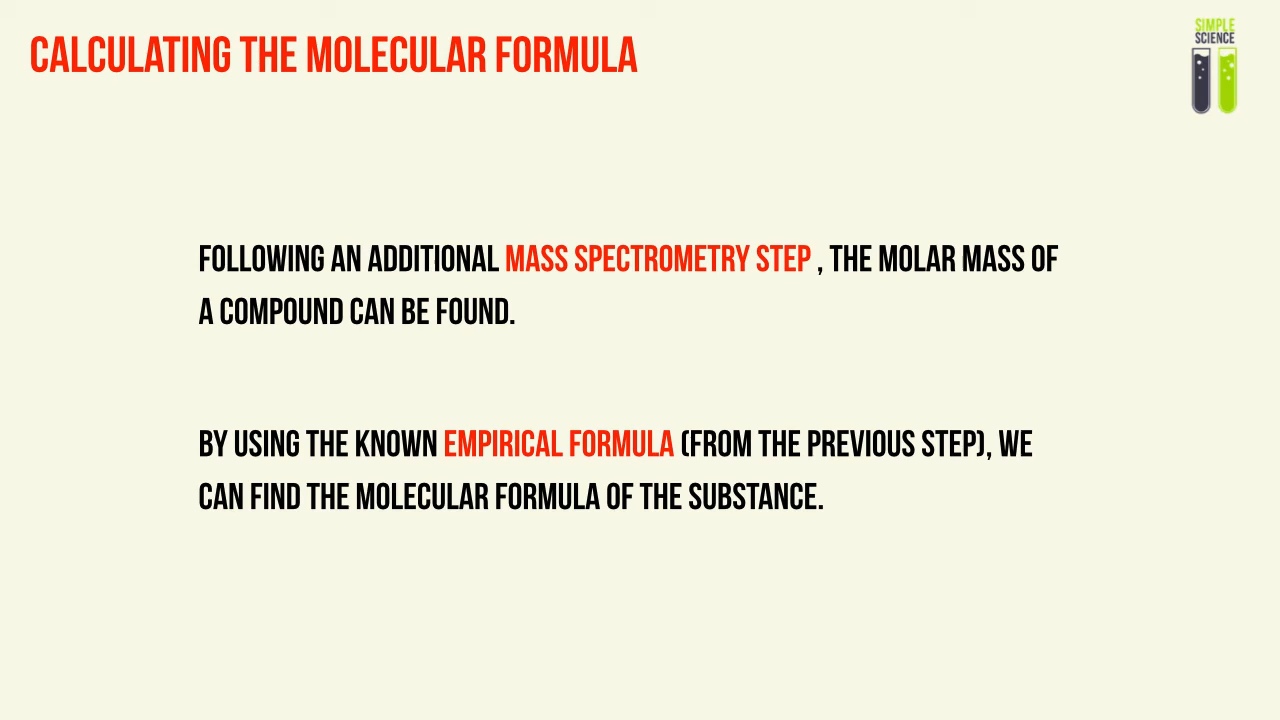 CALCULATING THE MOLECULAR FORMULA
SIMPLE
SCIENCE
FOLLOWING AN ADDITIONAL MASS SPECTROMETRY STEP , THE MOLAR MASS OF
A COMPOUND CAN BE FOUND.
BY USING THE KNOWN EMPIRICAL FORMULA (FROM THE PREVIOUS STEP), WE
CAN FIND THE MOLECULAR FORMULA OF THE SUBSTANCE.